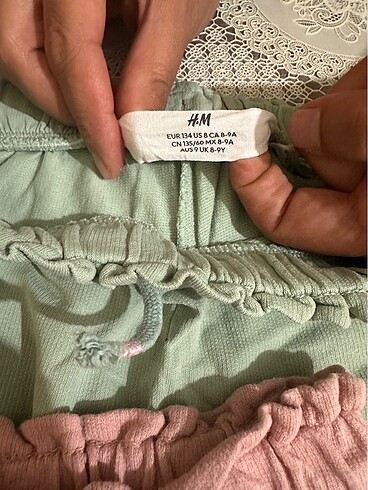 H&M
EUR 134 US 8 CA 8-9A
CN 135/60 MX 8-9A
AUS 9 UK 8-9Y